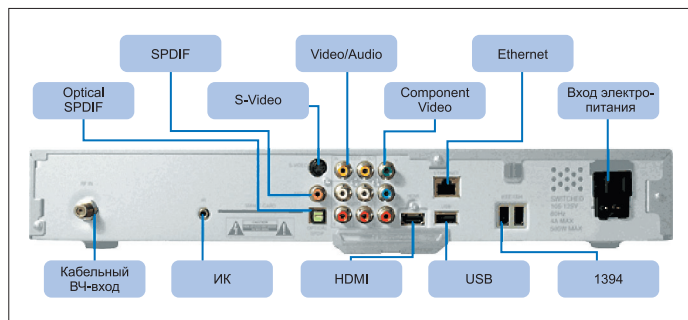 SPDIF
Video/Audio
Ethernet
Optical
SPDIF
S-Video
Component
Video
Вход электро-
питания
Кабельный
ВЧ-вход
ИК
HDMI
USB
1394